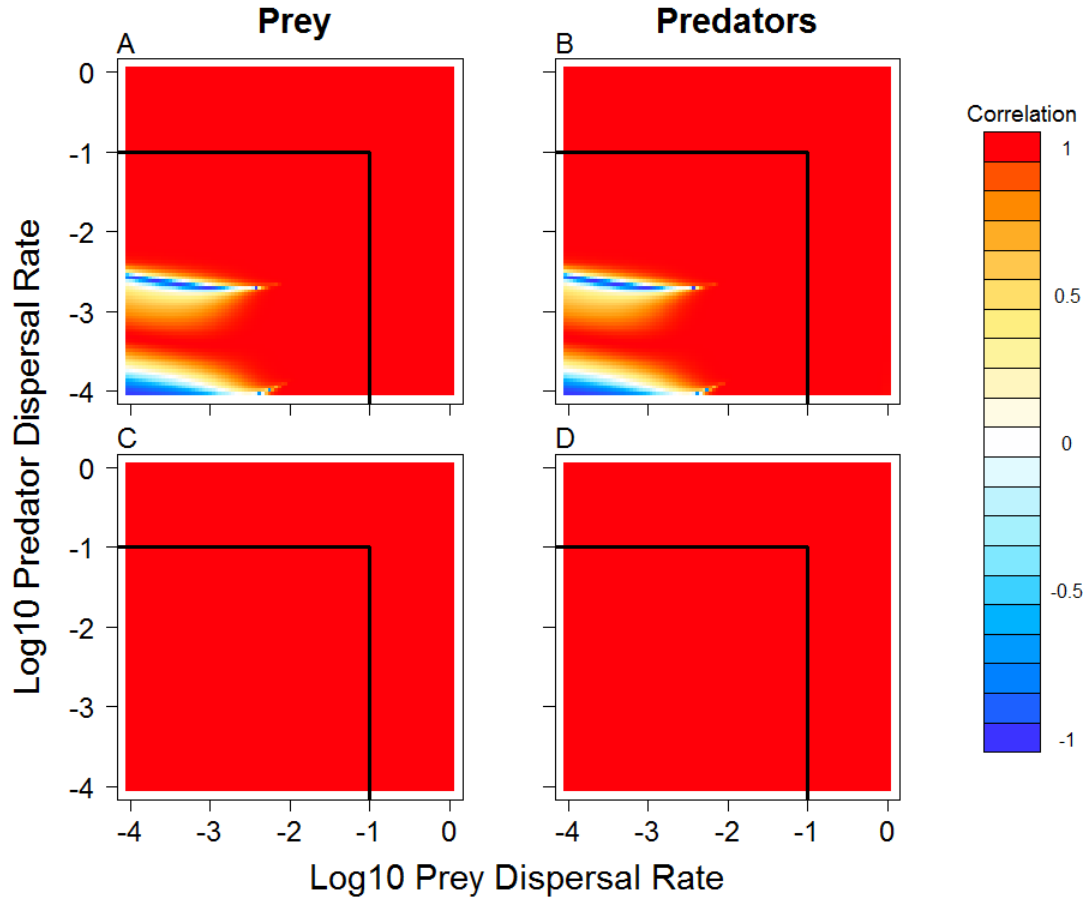 Prey
Predators
A
B
0
-1
-2
-3
-4
Correlation
1
0.5
0
-0.5
-1
C
D
0
-1
-2
-3
-4
-4
-3
-2
-1
0
-4
-3
-2
-1
0
Log10 Predator Dispersal Rate
Log10 Prey Dispersal Rate